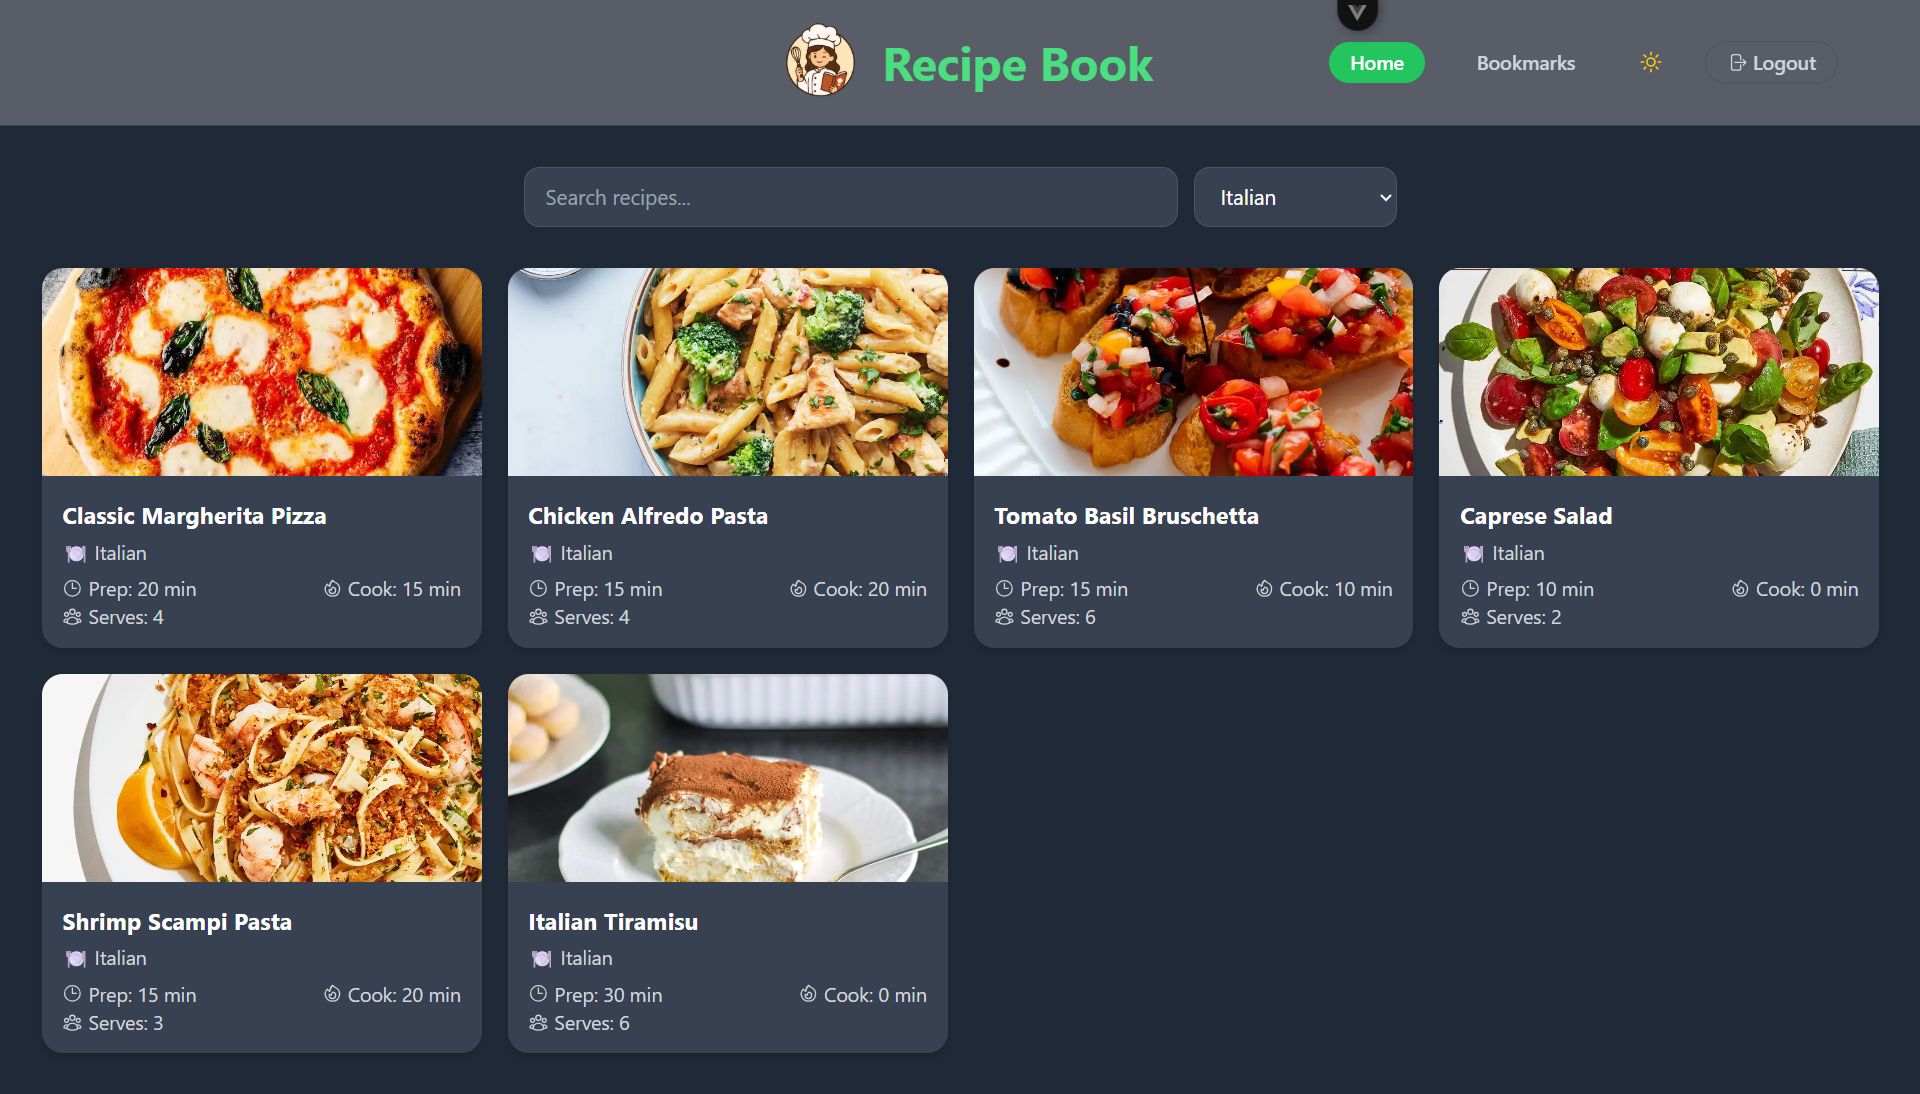 Recipe Book
Home
Bookmarks
Logout
Search recipes...
Italian
Classic Margherita Pizza
Italian
Prep: 20 min
Cook: 15 min
Serves: 4
Chicken Alfredo Pasta
Italian
Prep: 15 min
Cook: 20 min
Serves: 4
Tomato Basil Bruschetta
Italian
Prep: 15 min
Cook: 10 min
Serves: 6
Caprese Salad
Italian
Prep: 10 min
Cook: 0 min
Serves: 2
Shrimp Scampi Pasta
Italian
Prep: 15 min
Cook: 20 min
Serves: 3
Italian Tiramisu
Italian
Prep: 30 min
Cook: 0 min
Serves: 6